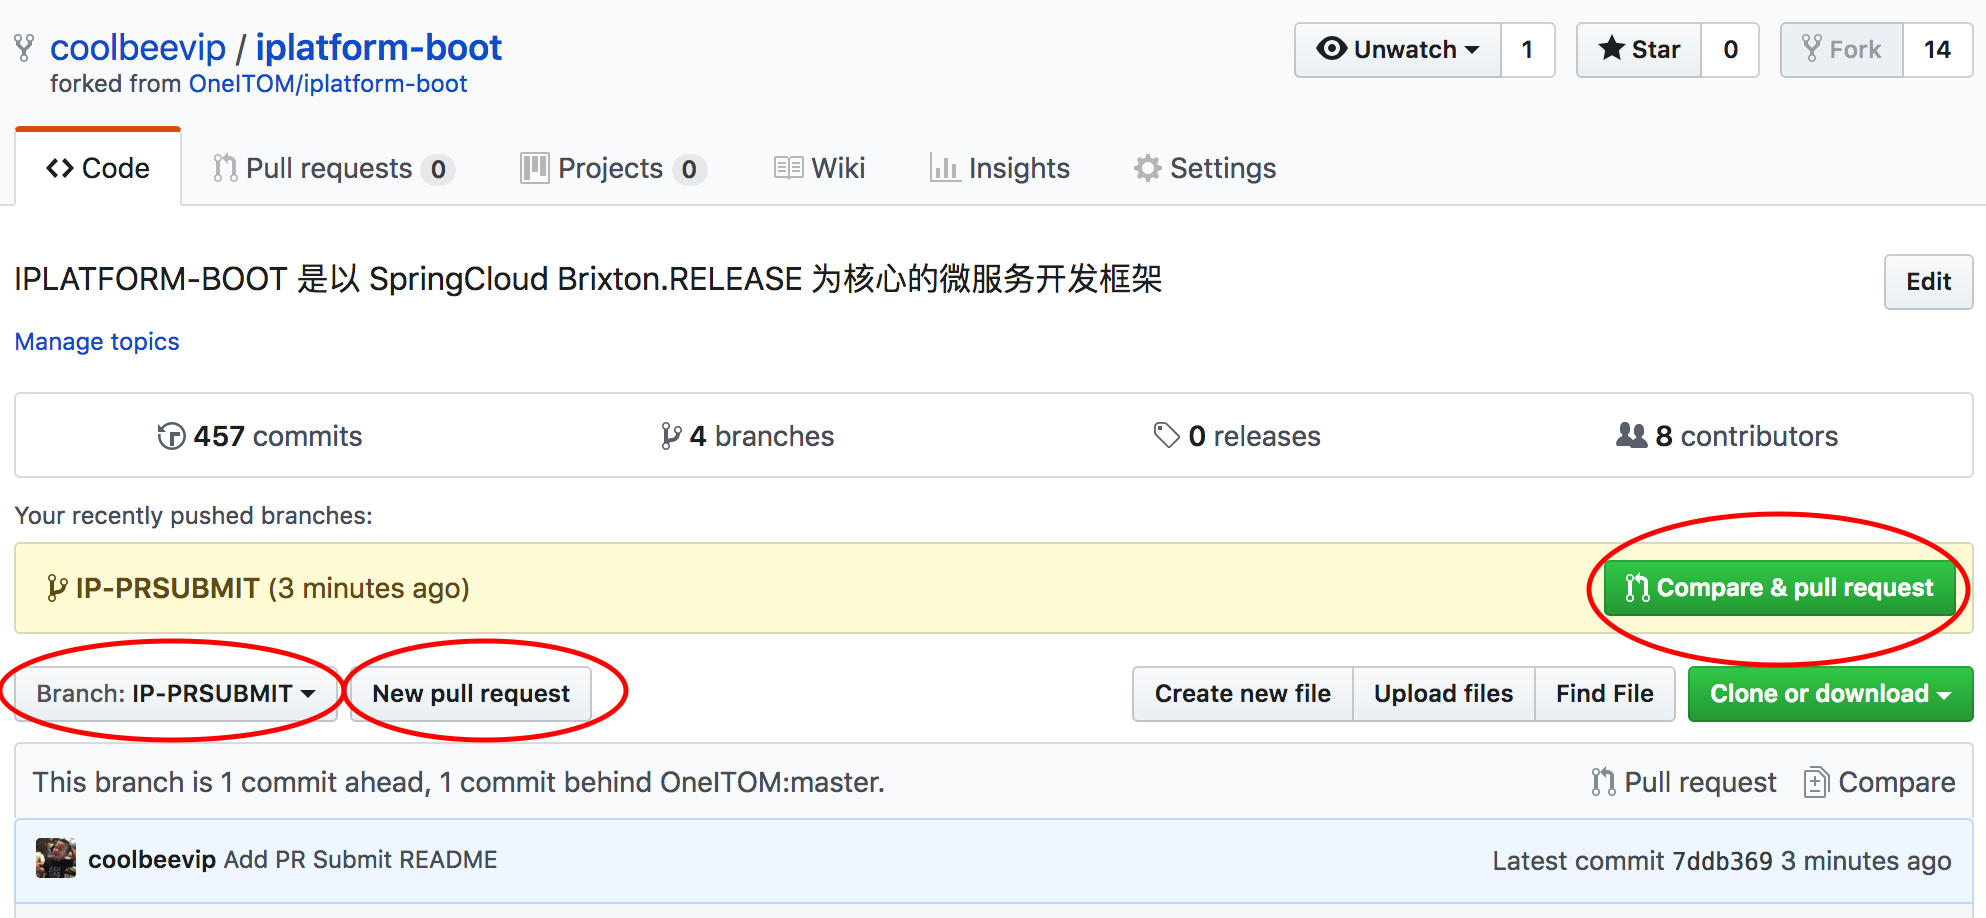 coolbeevip / iplatform-boot
forked from OneITOM/iplatform-boot
Unwatch 1 Star 0 Fork 14
Code Pull requests 0 Projects 0 Wiki Insights Settings
IPLATFORM-BOOT 是以 SpringCloud Brixton.RELEASE 为核心的微服务开发框架
Edit
Manage topics
457 commits 4 branches 0 releases 8 contributors
Your recently pushed branches:
IP-PRSUBMIT (3 minutes ago) Compare & pull request
Branch: IP-PRSUBMIT New pull request Create new file Upload files Find File Clone or download
This branch is 1 commit ahead, 1 commit behind OneITOM:master. Pull request Compare
coolbeevip Add PR Submit README Latest commit 7ddb369 3 minutes ago